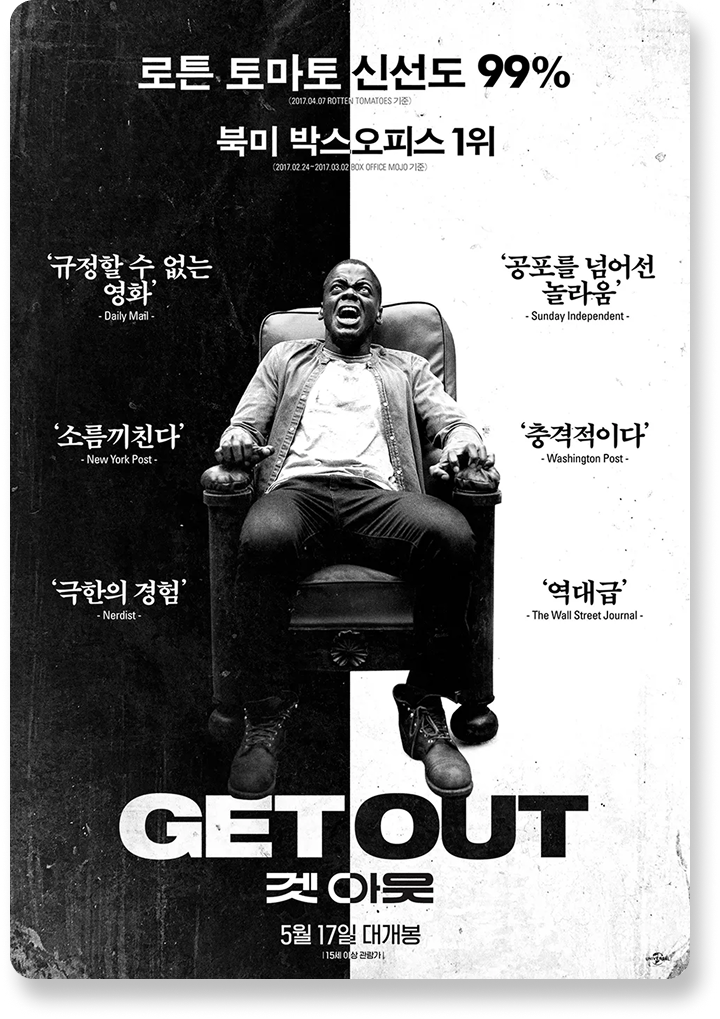 로튼 토마토 신선도 99%
(2017.04.07 ROTTEN TOMATOES 기준)
북미 박스오피스 1위
(2017.02.24~2017.03.02 BOX OFFICE MOJO 기준)
‘규정할 수 없는
영화’
- Daily Mail -
‘공포를 넘어선
놀라움’
- Sunday Independent -
‘소름끼친다’
- New York Post -
‘충격적이다’
- Washington Post -
‘극한의 경험’
- Nerdist -
‘역대급’
- The Wall Street Journal -
GET OUT
겟 아웃
5월 17일 대개봉
| 15세 이상 관람가 |
UNIVERSAL